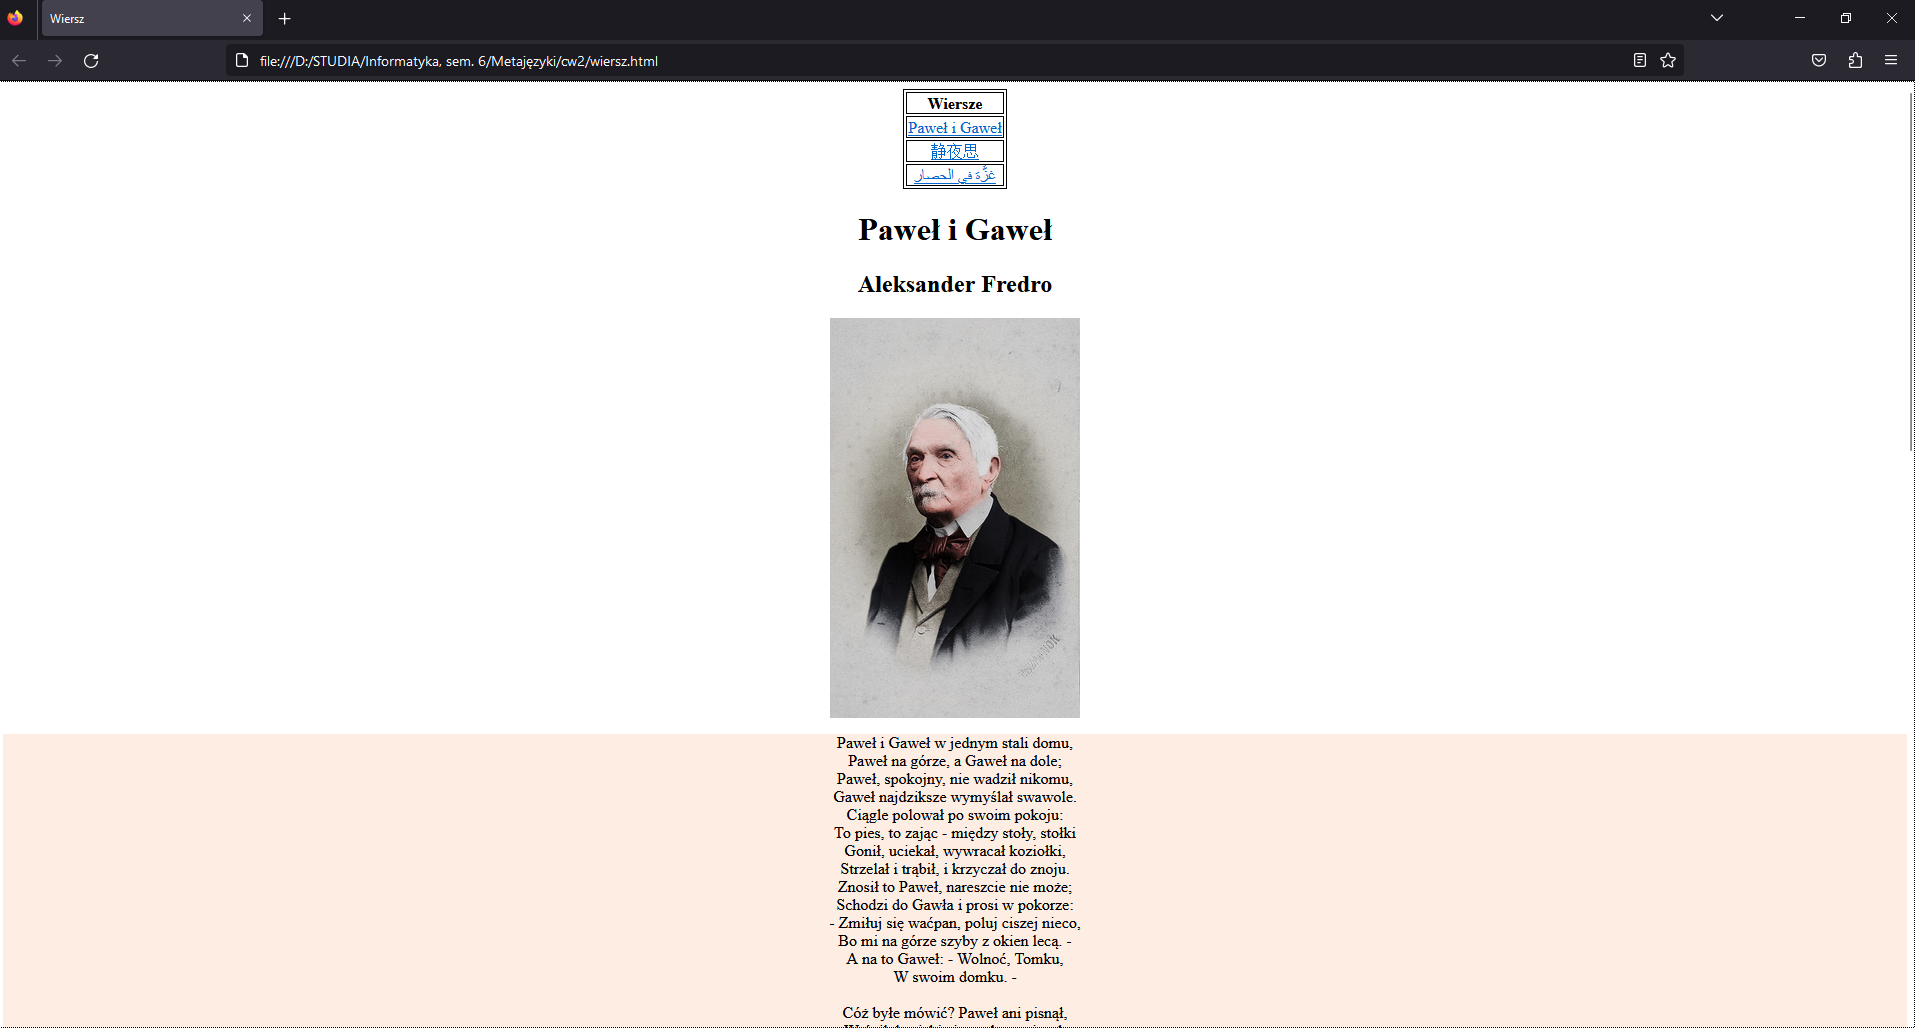 Wiersz
file:///D:/STUDIA/Informatyka, sem. 6/Metajęzyki/cw2/wiersz.html
Wiersze
Paweł i Gaweł
静夜思
غزَّة في الحصار
Paweł i Gaweł
Aleksander Fredro
Paweł i Gaweł w jednym stali domu,
Paweł na górze, a Gaweł na dole;
Paweł, spokojny, nie wadził nikomu,
Gaweł najdziksze wymyślał swawole.
Ciągle polował po swoim pokoju:
To pies, to zając - między stoły, stołki
Gonił, uciekał, wywracał koziołki,
Strzelał i trąbił, i krzyczał do znoju.
Znosił to Paweł, nareszcie nie może;
Schodzi do Gawła i prosi w pokorze:
- Zmiłuj się waćpan, poluj ciszej nieco,
Bo mi na górze szyby z okien lecą. -
A na to Gaweł: - Wolnoć, Tomku,
W swoim domku. -
Cóż byłe mówić? Paweł ani pisnął,